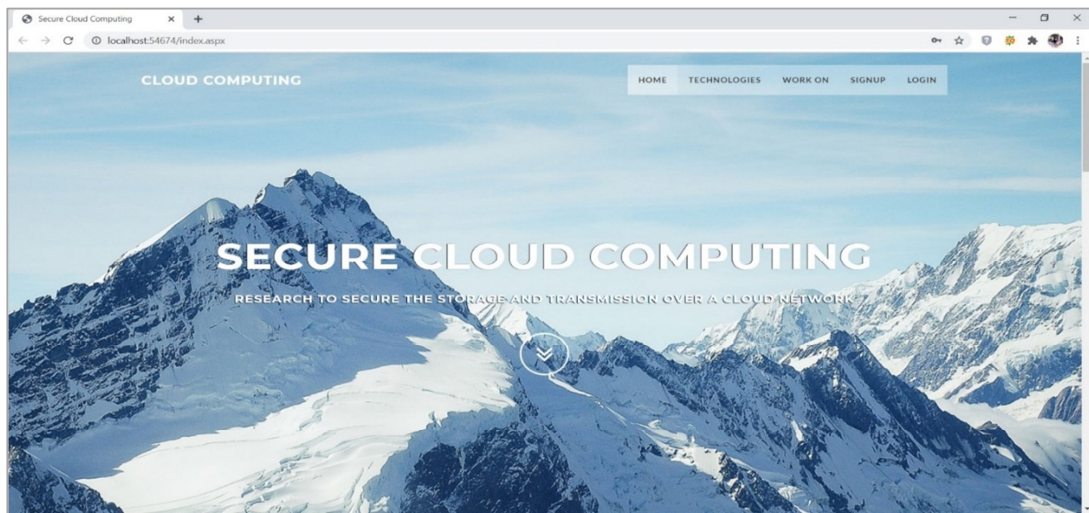 Secure Cloud Computing
localhost:54674/index.aspx
CLOUD COMPUTING
HOME TECHNOLOGIES WORK ON SIGNUP LOGIN
SECURE CLOUD COMPUTING
RESEARCH TO SECURE THE STORAGE AND TRANSMISSION OVER A CLOUD NETWORK